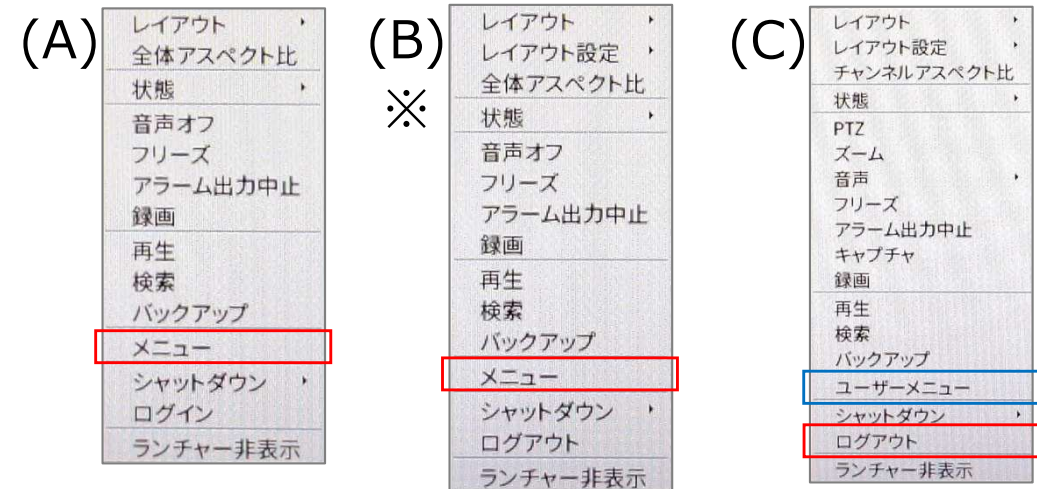 (A)
レイアウト
全体アスペクト比
状態
音声オフ
フリーズ
アラーム出力中止
録画
再生
検索
バックアップ
メニュー
シャットダウン
ログイン
ランチャー非表示
(B)
※
レイアウト
レイアウト設定
全体アスペクト比
状態
音声オフ
フリーズ
アラーム出力中止
録画
再生
検索
バックアップ
メニュー
シャットダウン
ログアウト
ランチャー非表示
(C)
レイアウト
レイアウト設定
チャンネルアスペクト比
状態
PTZ
ズーム
音声
フリーズ
アラーム出力中止
キャプチャ
録画
再生
検索
バックアップ
ユーザーメニュー
シャットダウン
ログアウト
ランチャー非表示